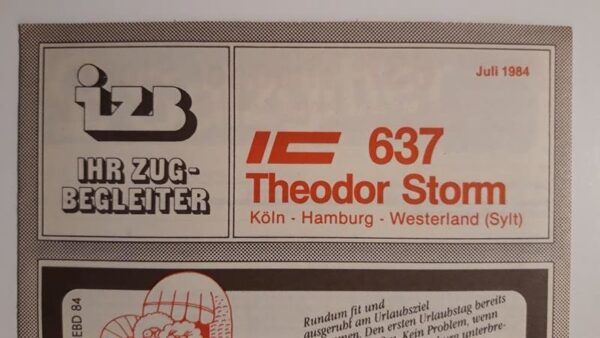 izb
IHR ZUG-
BEGLEITER
Juli 1984
IC 637
Theodor Storm
Köln - Hamburg - Westerland (Sylt)
EBD 84
Rundum fit und
ausgeruht am Urlaubsziel
Den ersten Urlaubstag bereits
Kein Problem, wenn
unterbre-